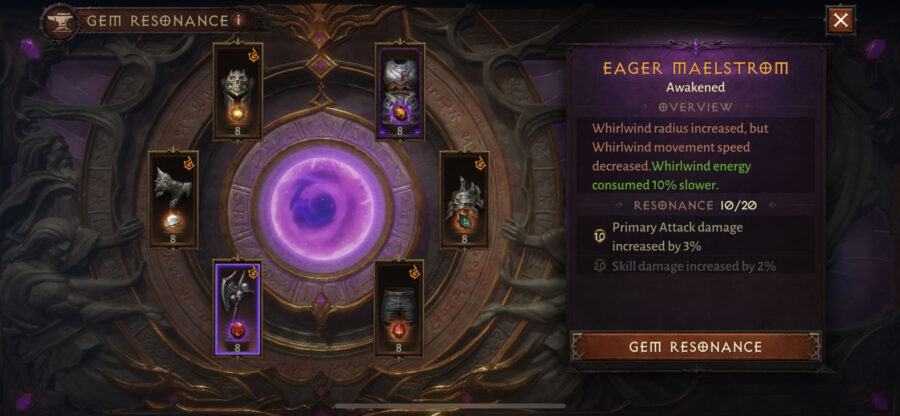 GEM RESONANCE i
8
8
8
8
8
8
EAGER MAELSTROM
Awakened
OVERVIEW
Whirlwind radius increased, but
Whirlwind movement speed
decreased.Whirlwind energy
consumed 10% slower.
RESONANCE 10/20
10 Primary Attack damage
increased by 3%
20 Skill damage increased by 2%
GEM RESONANCE